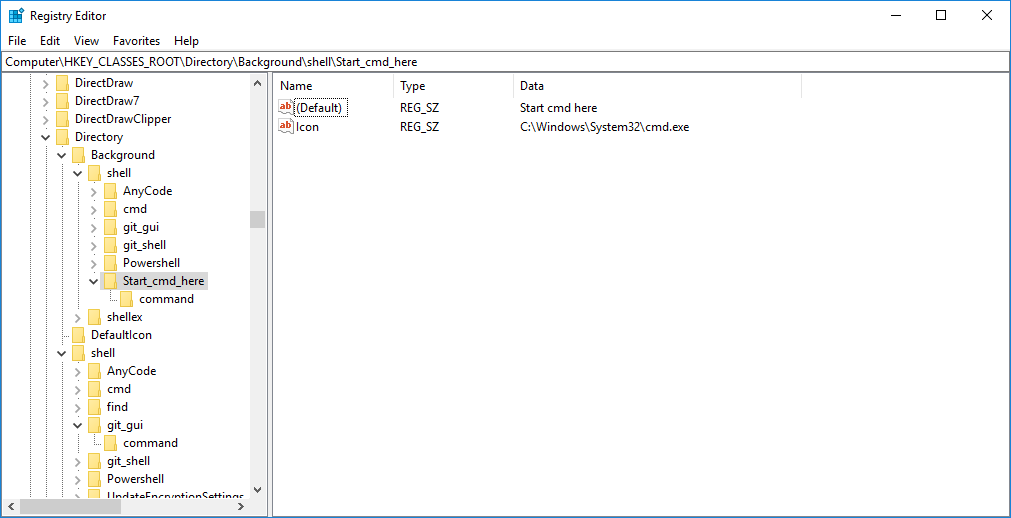 Registry Editor
File Edit View Favorites Help
Computer\HKEY_CLASSES_ROOT\Directory\Background\shell\Start_cmd_here
DirectDraw
DirectDraw7
DirectDrawClipper
Directory
Background
shell
AnyCode
cmd
git_gui
git_shell
Powershell
Start_cmd_here
command
shellex
DefaultIcon
shell
AnyCode
cmd
find
git_gui
command
git_shell
Powershell
UpdateEncryptionSettings
Name Type Data
ab (Default) REG_SZ Start cmd here
ab Icon REG_SZ C:\Windows\System32\cmd.exe